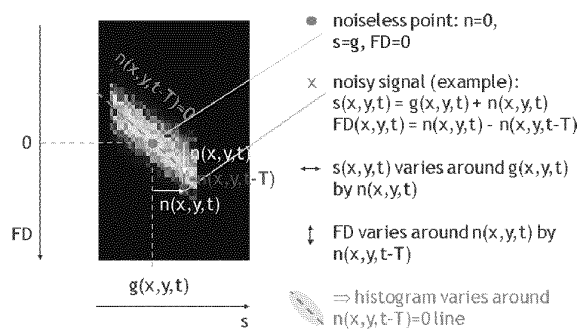 n(x,y,t-T)=0
0
n(x,y,t)
n(x,y,t-T)
n(x,y,t)
FD
g(x,y,t)
s
noiseless point: n=0,
s=g, FD=0
x noisy signal (example):
s(x,y,t) = g(x,y,t) + n(x,y,t)
FD(x,y,t) = n(x,y,t) - n(x,y,t-T)
↔ s(x,y,t) varies around g(x,y,t)
by n(x,y,t)
↕ FD varies around n(x,y,t) by
n(x,y,t-T)
⇒ histogram varies around
n(x,y,t-T)=0 line